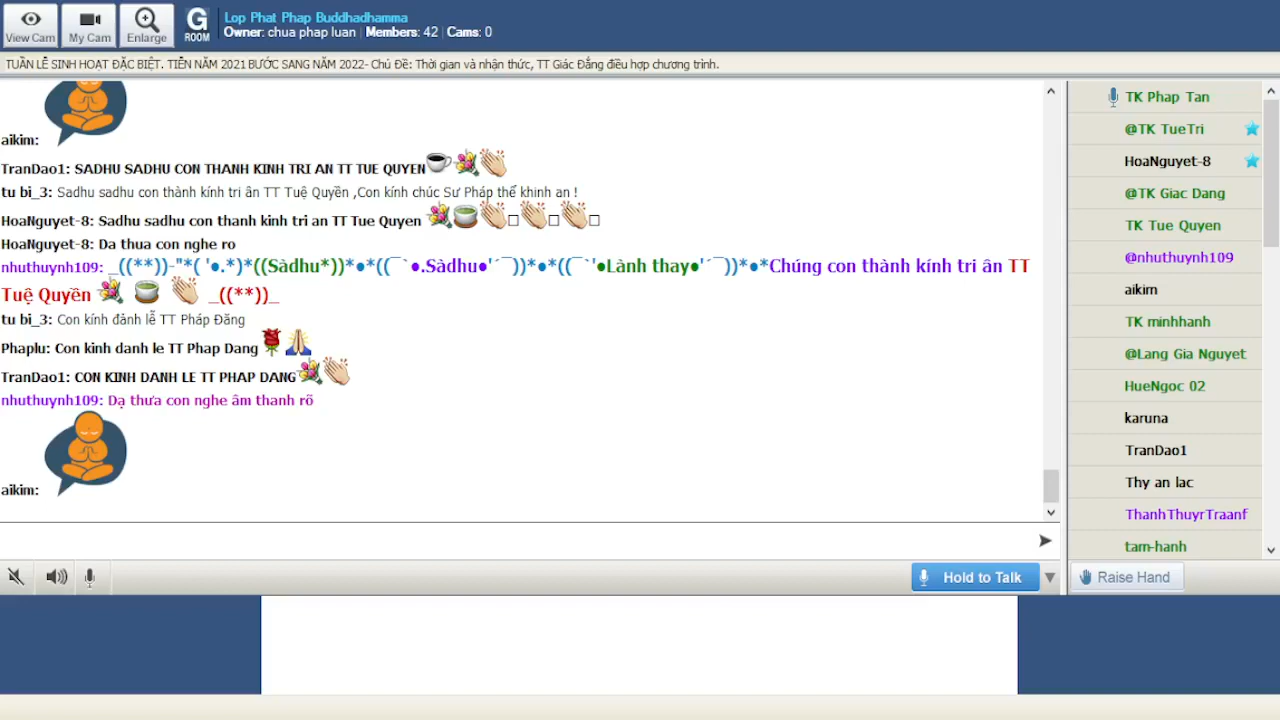 View Cam
My Cam
Enlarge
G
ROOM
Lop Phat Phap Buddhadhamma
Owner: chua phap luan | Members: 42 | Cams: 0
TUẦN LỄ SINH HOẠT ĐẶC BIỆT. TIỄN NĂM 2021 BƯỚC SANG NĂM 2022- Chủ Đề: Thời gian và nhận thức, TT Giác Đẳng điều hợp chương trình.
aikim:
TranDao1: SADHU SADHU CON THANH KINH TRI AN TT TUE QUYEN
tu bi_3: Sadhu sadhu con thành kính tri ân TT Tuệ Quyền ,Con kính chúc Sư Pháp thể khinh an !
HoaNguyet-8: Sadhu sadhu con thanh kinh tri an TT Tue Quyen
HoaNguyet-8: Da thua con nghe ro
nhuthuynh109: _((**))-"*( '●.*)*((Sàdhu*))*●*((¯`●.Sàdhu●'´¯))*●*((¯`'●Lành thay●'´¯))*●*Chúng con thành kính tri ân TT
Tuệ Quyền _((**))_
tu bi_3: Con kính đảnh lễ TT Pháp Đăng
Phaplu: Con kinh danh le TT Phap Dang
TranDao1: CON KINH DANH LE TT PHAP DANG
nhuthuynh109: Dạ thưa con nghe âm thanh rõ
aikim:
Hold to Talk
TK Phap Tan
@TK TueTri
HoaNguyet-8
@TK Giac Dang
TK Tue Quyen
@nhuthuynh109
aikim
TK minhhanh
@Lang Gia Nguyet
HueNgoc 02
karuna
TranDao1
Thy an lac
ThanhThuyrTraanf
tam-hanh
Raise Hand